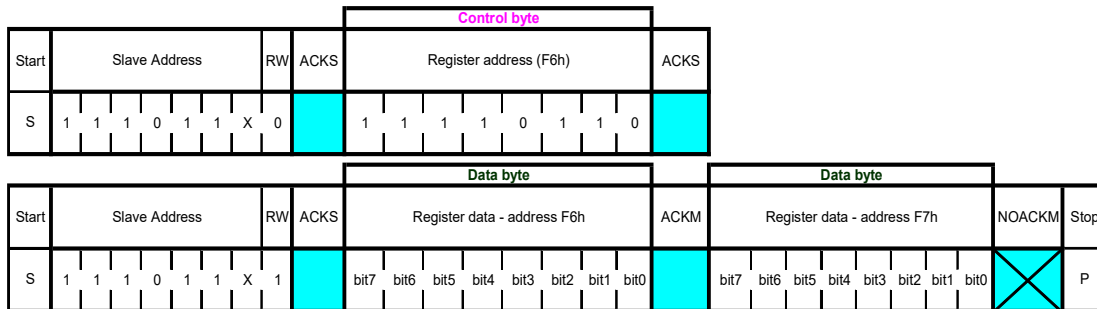 Control byte
Start Slave Address RW ACKS Register address (F6h) ACKS
S 1 1 1 0 1 1 X 0 1 1 1 1 0 1 1 0
Data byte Data byte
Start Slave Address RW ACKS Register data - address F6h ACKM Register data - address F7h NOACKM Stop
S 1 1 1 0 1 1 X 1 bit7 bit6 bit5 bit4 bit3 bit2 bit1 bit0 bit7 bit6 bit5 bit4 bit3 bit2 bit1 bit0 P